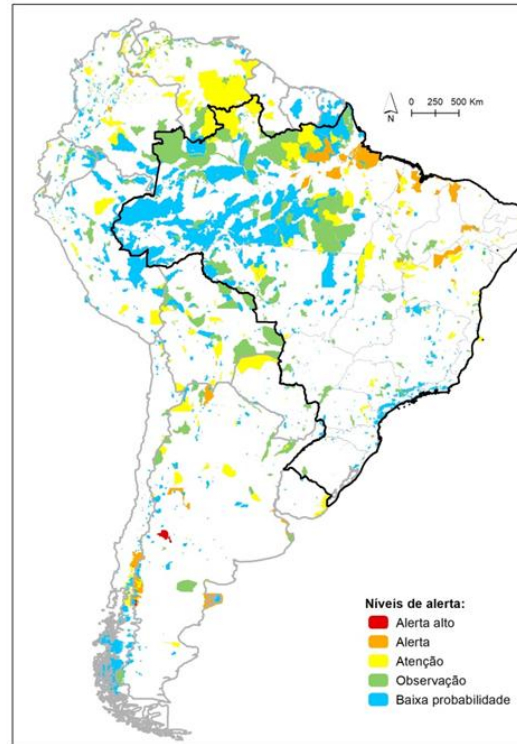 N
0 250 500 Km
Níveis de alerta:
Alerta alto
Alerta
Atenção
Observação
Baixa probabilidade